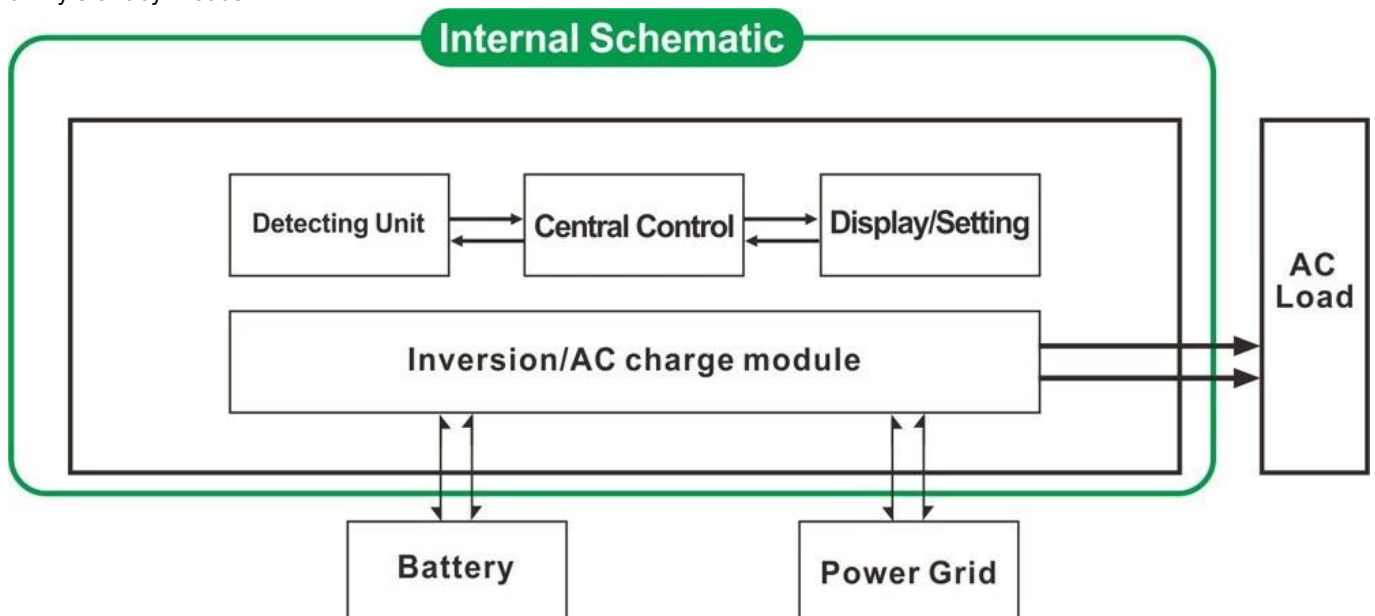 Internal Schematic
Detecting Unit
Central Control
Display/Setting
AC
Load
Inversion/AC charge module
Battery
Power Grid